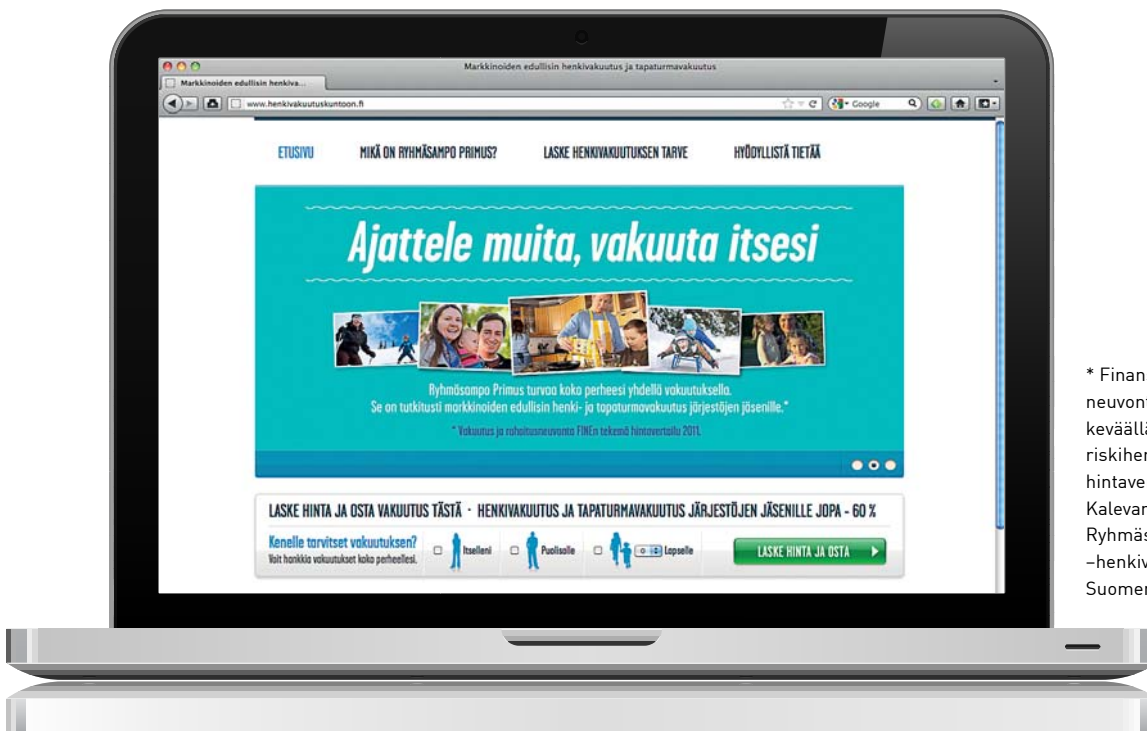 Markkinoiden edullisin henkivakuutus ja tapaturmavakuutus
Markkinoiden edullisin henkiva...
www.henkivakuutuskuntoon.fi
Google
ETUSIVU MIKÄ ON RYHMÄSAMPO PRIMUS? LASKE HENKIVAKUUTUKSEN TARVE HYÖDYLLISTÄ TIETÄÄ
Ajattele muita, vakuuta itsesi
Ryhmäsampo Primus turvaa koko perheesi yhdellä vakuutuksella.
Se on tutkitusti markkinoiden edullisin henki- ja tapaturmavakuutus järjestöjen jäsenille.*
* Vakuutus ja rahoitusneuvonta FINEn tekemä hintavertailu 2011.
LASKE HINTA JA OSTA VAKUUTUS TÄSTÄ · HENKIVAKUUTUS JA TAPATURMAVAKUUTUS JÄRJESTÖJEN JÄSENILLE JOPA - 60 %
Kenelle tarvitset vakuutuksen?
Voit hankkia vakuutukset koko perheellesi.
Itselleni Puolisolle 0 Lapselle
LASKE HINTA JA OSTA
* Finan
neuvont
kevääll
riskihen
hintave
Kalevan
Ryhmäs
–henkiv
Suomen